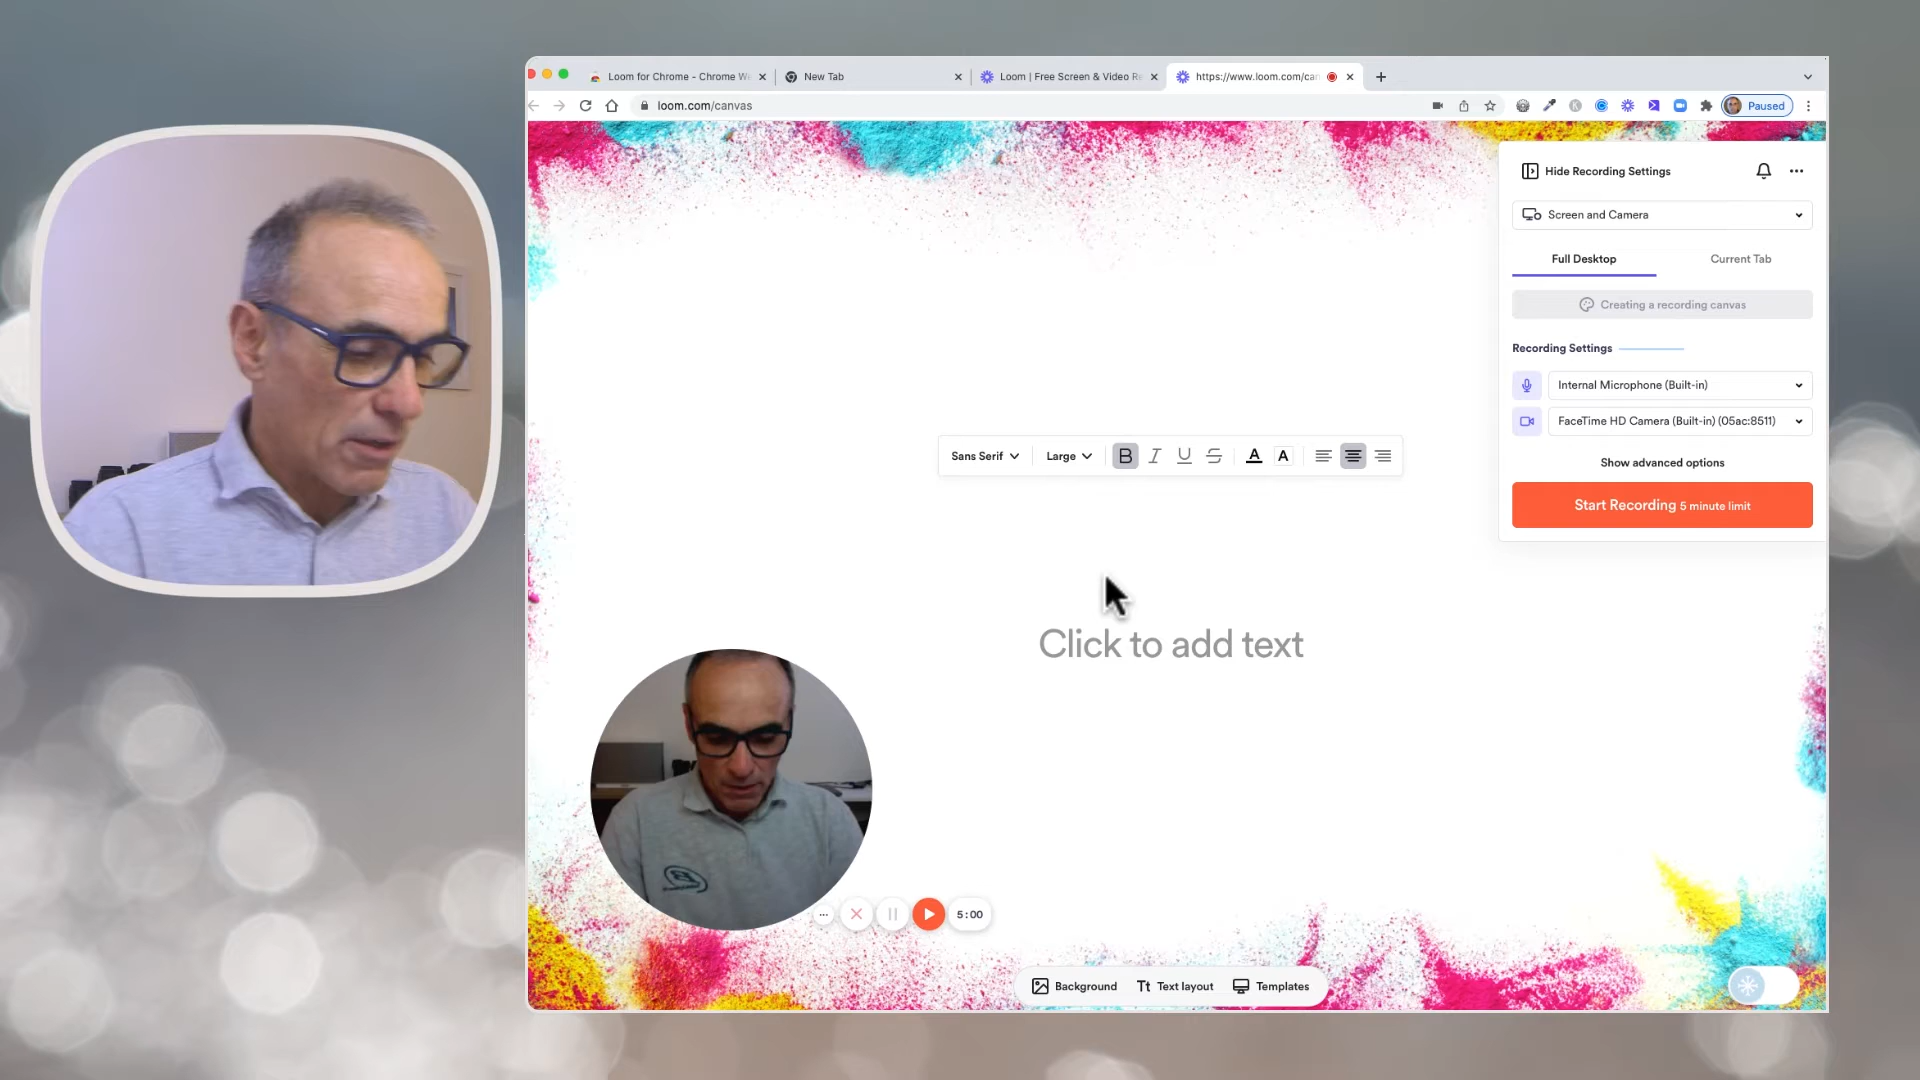 Loom for Chrome - Chrome We
New Tab
Loom | Free Screen & Video Re
https://www.loom.com/can
loom.com/canvas
Paused
Hide Recording Settings
Screen and Camera
Full Desktop
Current Tab
Creating a recording canvas
Recording Settings
Internal Microphone (Built-in)
FaceTime HD Camera (Built-in) (05ac:8511)
Show advanced options
Start Recording 5 minute limit
Sans Serif
Large
B I U S A A
Click to add text
5:00
Background
Tt Text layout
Templates